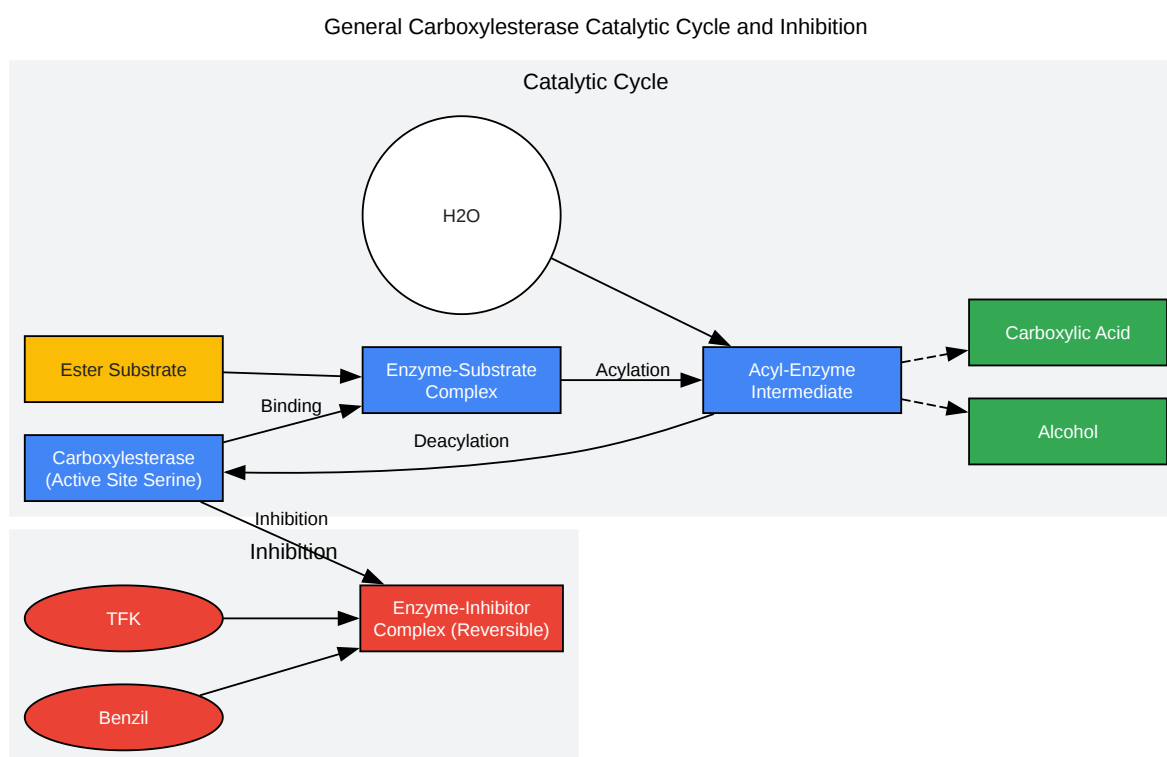 General Carboxylesterase Catalytic Cycle and Inhibition
Catalytic Cycle
H2O
Ester Substrate
Enzyme-Substrate
Complex
Acylation
Acyl-Enzyme
Intermediate
Carboxylic Acid
Alcohol
Binding
Deacylation
Carboxylesterase
(Active Site Serine)
Inhibition
Inhibition
TFK
Enzyme-Inhibitor
Complex (Reversible)
Benzil